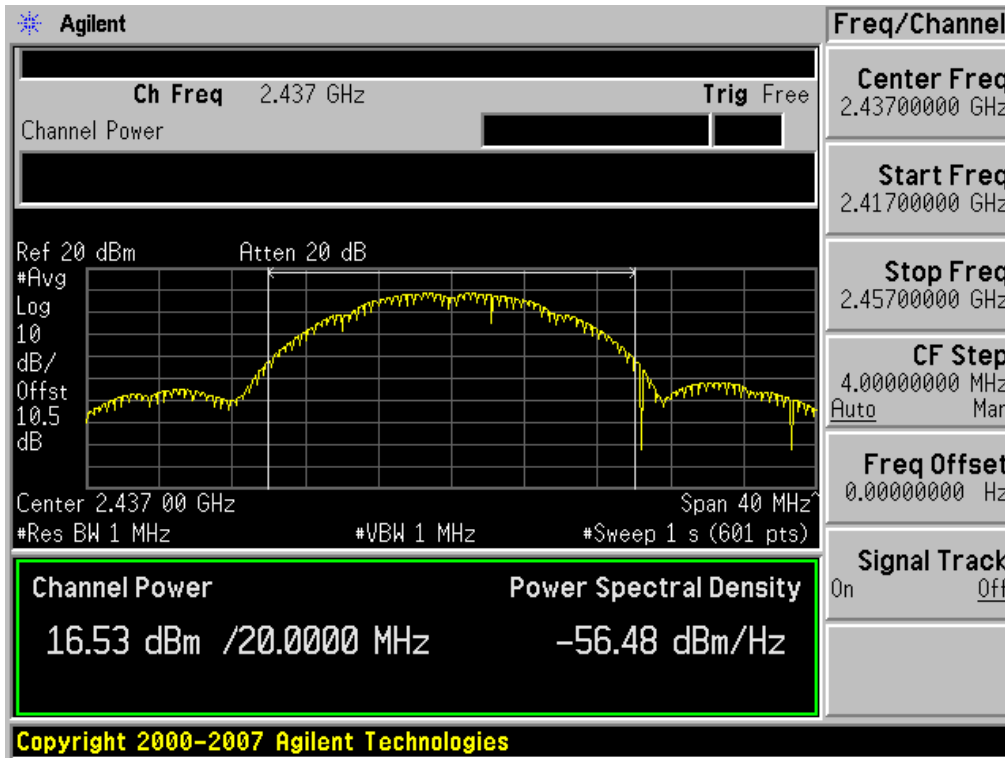 Agilent
Freq/Channel
Ch Freq 2.437 GHz Trig Free
Channel Power
Center Freq
2.43700000 GHz
Start Freq
2.41700000 GHz
Stop Freq
2.45700000 GHz
CF Step
4.00000000 MHz
Auto Man
Freq Offset
0.00000000 Hz
Signal Track
On Off
Ref 20 dBm Atten 20 dB
#Avg
Log
10
dB/
Offst
10.5
dB
Center 2.437 00 GHz Span 40 MHz^
#Res BW 1 MHz #VBW 1 MHz #Sweep 1 s (601 pts)
Channel Power Power Spectral Density
16.53 dBm /20.0000 MHz -56.48 dBm/Hz
Copyright 2000-2007 Agilent Technologies